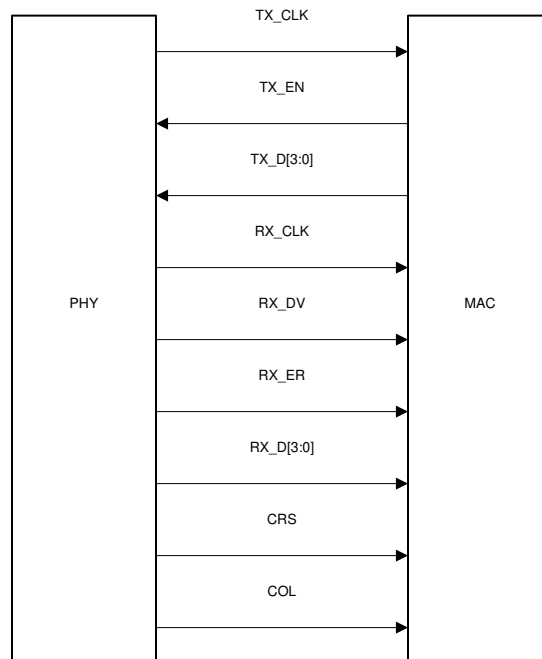 TX_CLK
TX_EN
TX_D[3:0]
RX_CLK
PHY
RX_DV
MAC
RX_ER
RX_D[3:0]
CRS
COL